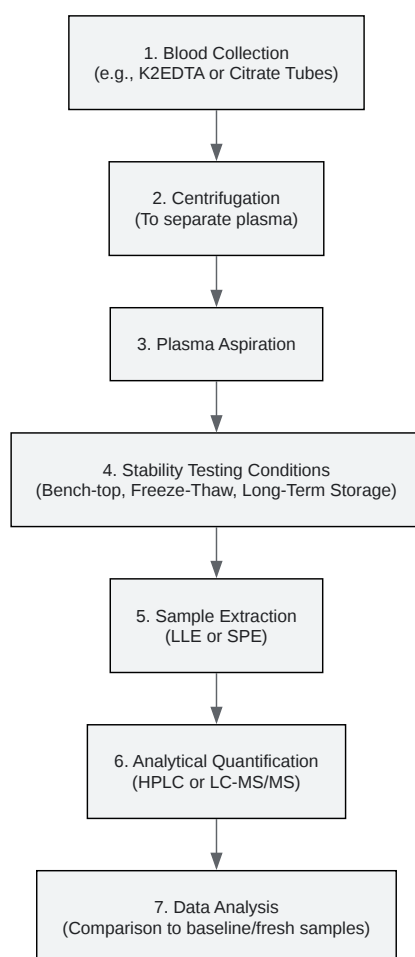 1. Blood Collection
(e.g., K2EDTA or Citrate Tubes)
2. Centrifugation
(To separate plasma)
3. Plasma Aspiration
4. Stability Testing Conditions
(Bench-top, Freeze-Thaw, Long-Term Storage)
5. Sample Extraction
(LLE or SPE)
6. Analytical Quantification
(HPLC or LC-MS/MS)
7. Data Analysis
(Comparison to baseline/fresh samples)